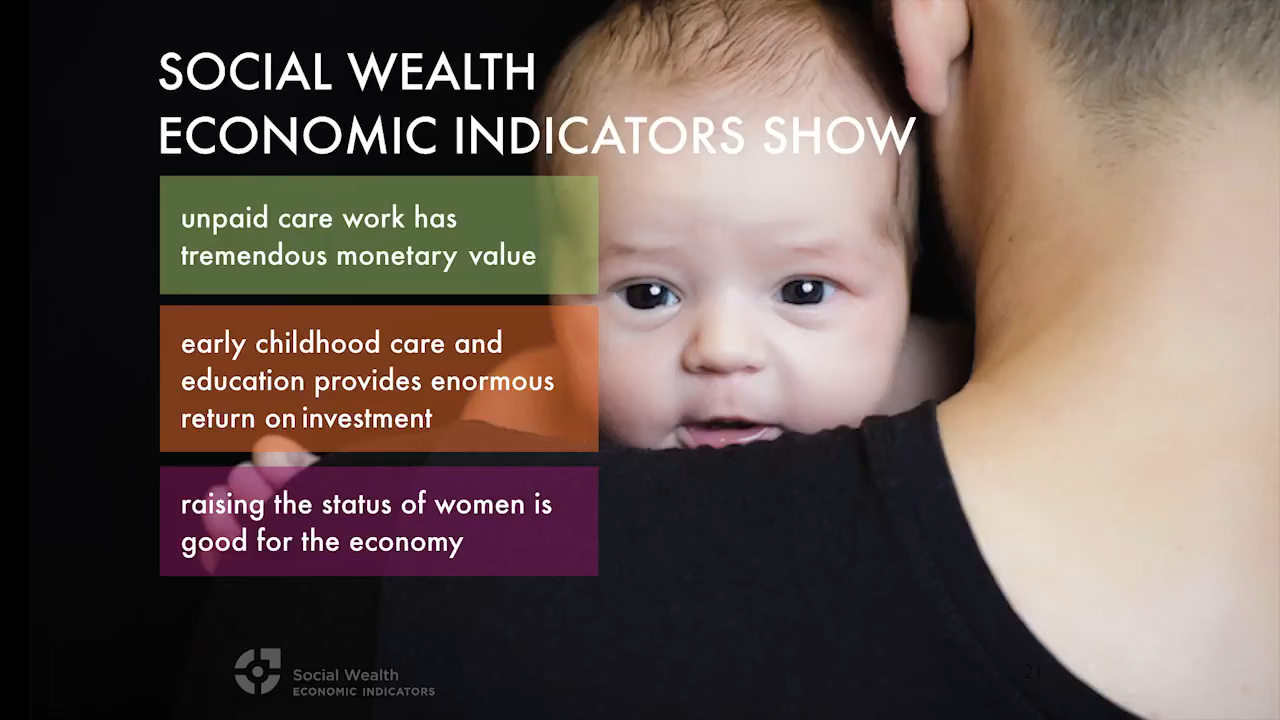 SOCIAL WEALTH
ECONOMIC INDICATORS SHOW
unpaid care work has
tremendous monetary value
early childhood care and
education provides enormous
return on investment
raising the status of women is
good for the economy
Social Wealth
ECONOMIC INDICATORS
21